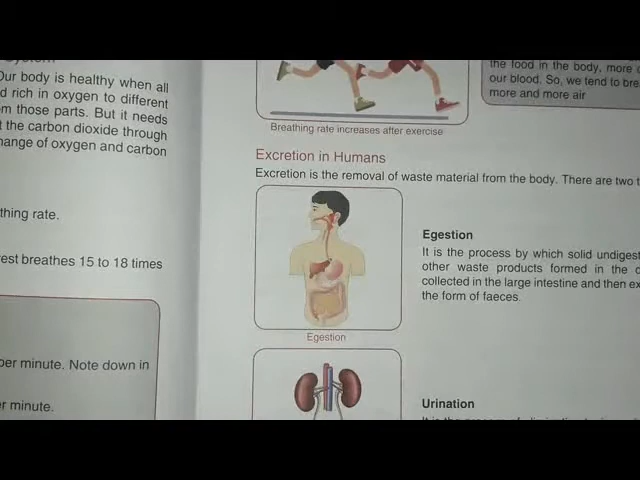 System
Our body is healthy when all
d rich in oxygen to different
m those parts. But it needs
t the carbon dioxide through
hange of oxygen and carbon
thing rate.
est breathes 15 to 18 times
per minute. Note down in
er minute.
the food in the body, more
our blood. So, we tend to bre
more and more air
Breathing rate increases after exercise
Excretion in Humans
Excretion is the removal of waste material from the body. There are two t
Egestion
It is the process by which solid undigest
other waste products formed in the
collected in the large intestine and then ex
the form of faeces.
Egestion
Urination